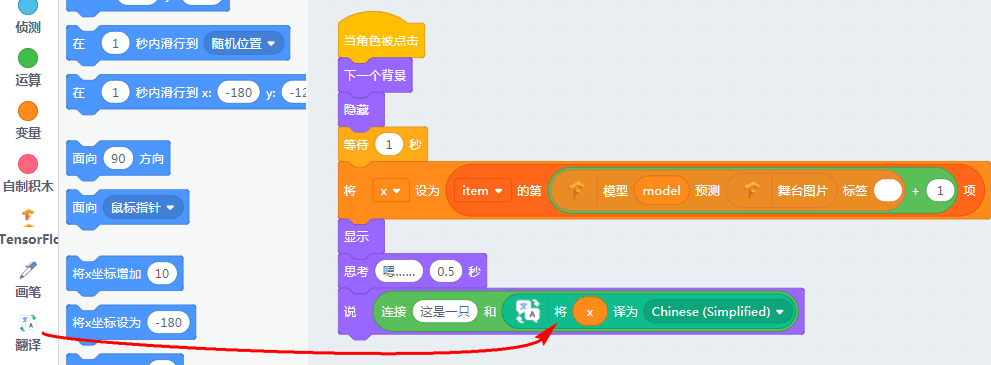 侦测
运算
变量
自制积木
TensorFlo
画笔
翻译
在 1 秒内滑行到 随机位置
在 1 秒内滑行到 x: -180 y: -12
面向 90 方向
面向 鼠标指针
将x坐标增加 10
将x坐标设为 -180
当角色被点击
下一个背景
隐藏
等待 1 秒
将 x 设为 item 的第 模型 model 预测 舞台图片 标签 + 1 项
显示
思考 嗯…… 0.5 秒
说 连接 这是一只 和 将 x 译为 Chinese (Simplified)